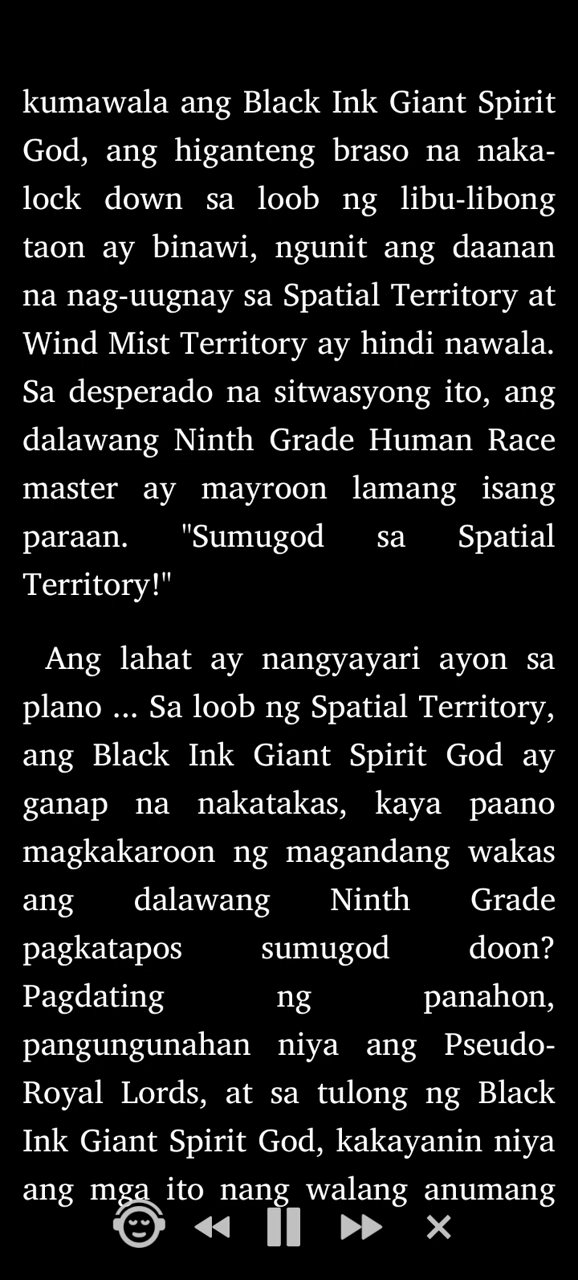 kumawala ang Black Ink Giant Spirit
God, ang higanteng braso na naka-
lock down sa loob ng libu-libong
taon ay binawi, ngunit ang daanan
na nag-uugnay sa Spatial Territory at
Wind Mist Territory ay hindi nawala.
Sa desperado na sitwasyong ito, ang
dalawang Ninth Grade Human Race
master ay mayroon lamang isang
paraan. "Sumugod sa Spatial
Territory!"
Ang lahat ay nangyayari ayon sa
plano ... Sa loob ng Spatial Territory,
ang Black Ink Giant Spirit God ay
ganap na nakatakas, kaya paano
magkakaroon ng magandang wakas
ang dalawang Ninth Grade
pagkatapos sumugod doon?
Pagdating ng panahon,
pangungunahan niya ang Pseudo-
Royal Lords, at sa tulong ng Black
Ink Giant Spirit God, kakayanin niya
ang mga ito nang walang anumang